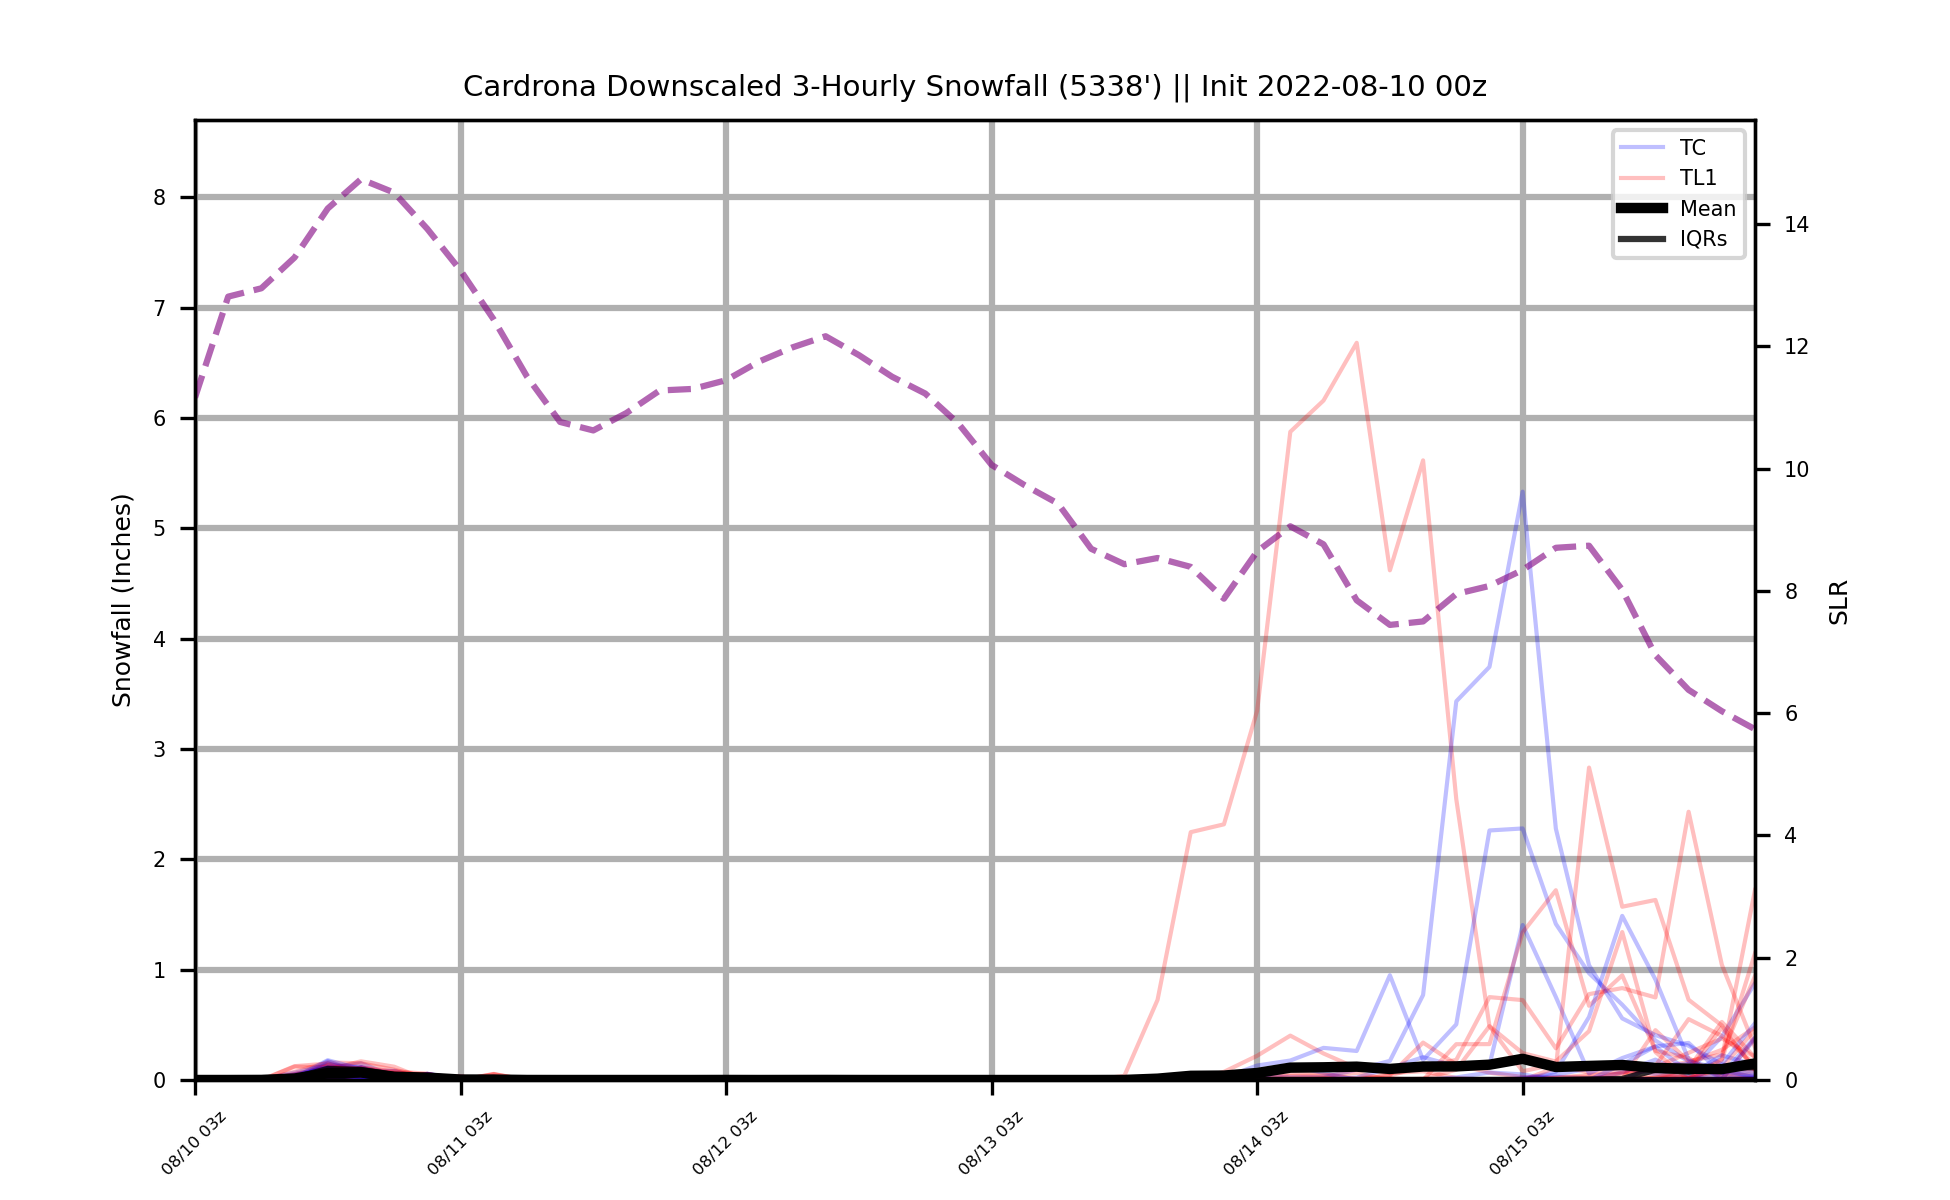 Cardrona Downscaled 3-Hourly Snowfall (5338') || Init 2022-08-10 00z
TC
TL1
Mean
IQRs
8
7
6
5
4
3
2
1
0
Snowfall (Inches)
14
12
10
8
6
4
2
0
SLR
08/10 03z
08/11 03z
08/12 03z
08/13 03z
08/14 03z
08/15 03z